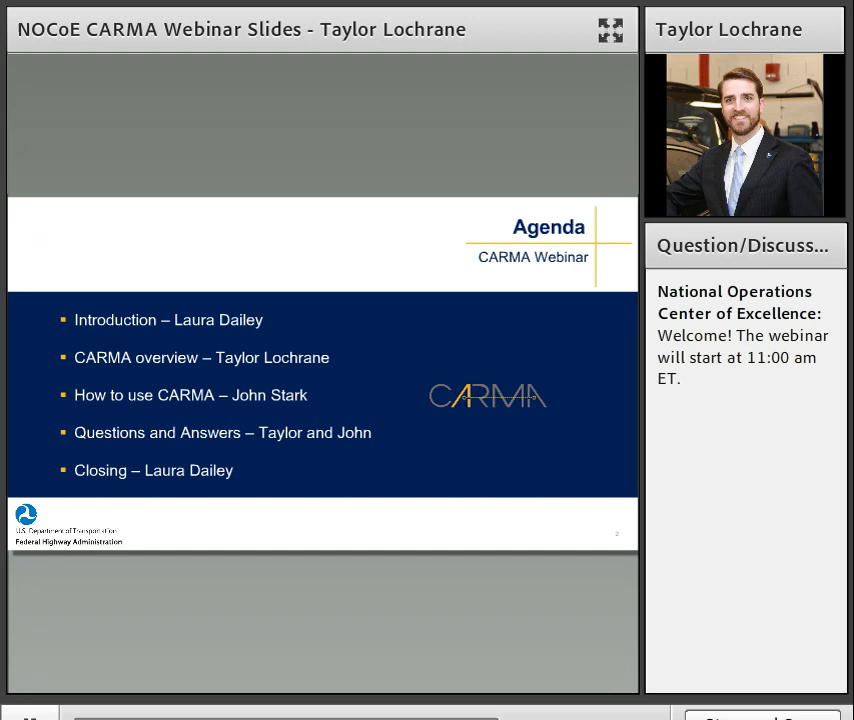 NOCoE CARMA Webinar Slides - Taylor Lochrane
Taylor Lochrane
Agenda
CARMA Webinar
▪ Introduction – Laura Dailey
▪ CARMA overview – Taylor Lochrane
▪ How to use CARMA – John Stark
▪ Questions and Answers – Taylor and John
▪ Closing – Laura Dailey
CARMA
U.S. Department of Transportation
Federal Highway Administration
2
Question/Discuss...
National Operations
Center of Excellence:
Welcome! The webinar
will start at 11:00 am
ET.